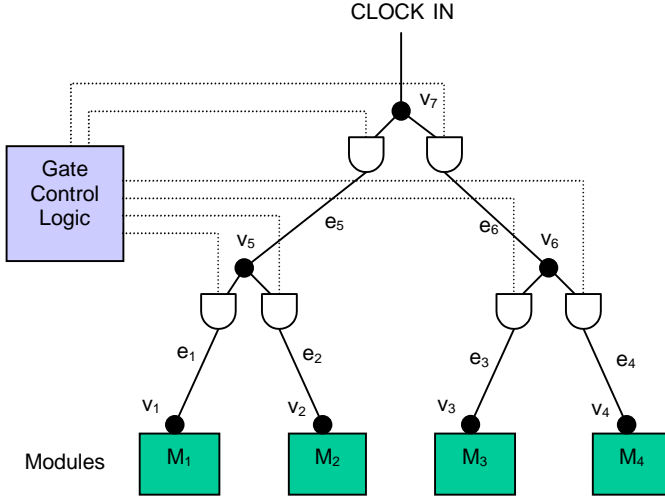 CLOCK IN
v₇
Gate
Control
Logic
e₅
e₆
v₅
v₆
e₁
e₂
e₃
e₄
v₁
v₂
v₃
v₄
Modules
M₁
M₂
M₃
M₄